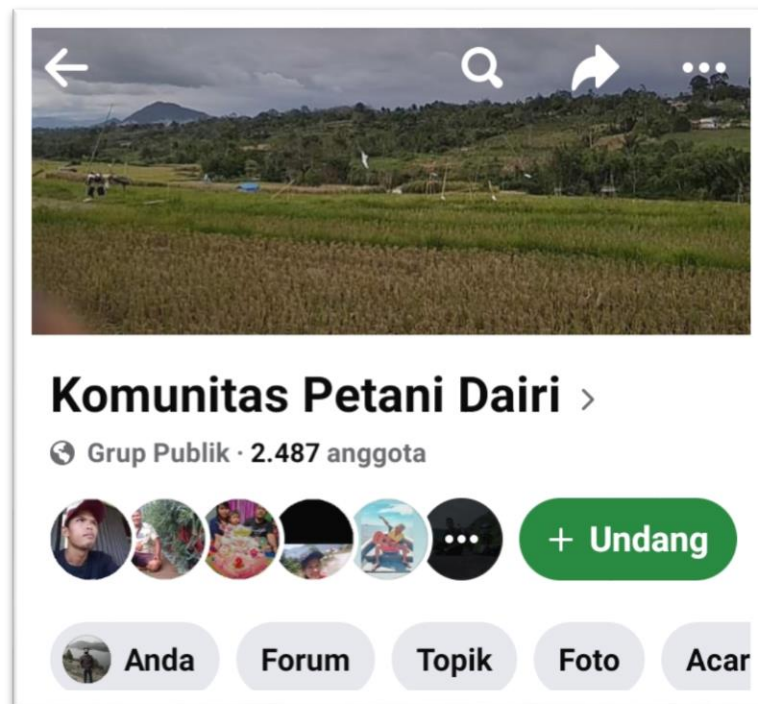 Komunitas Petani Dairi
Grup Publik · 2.487 anggota
+ Undang
Anda Forum Topik Foto Acar